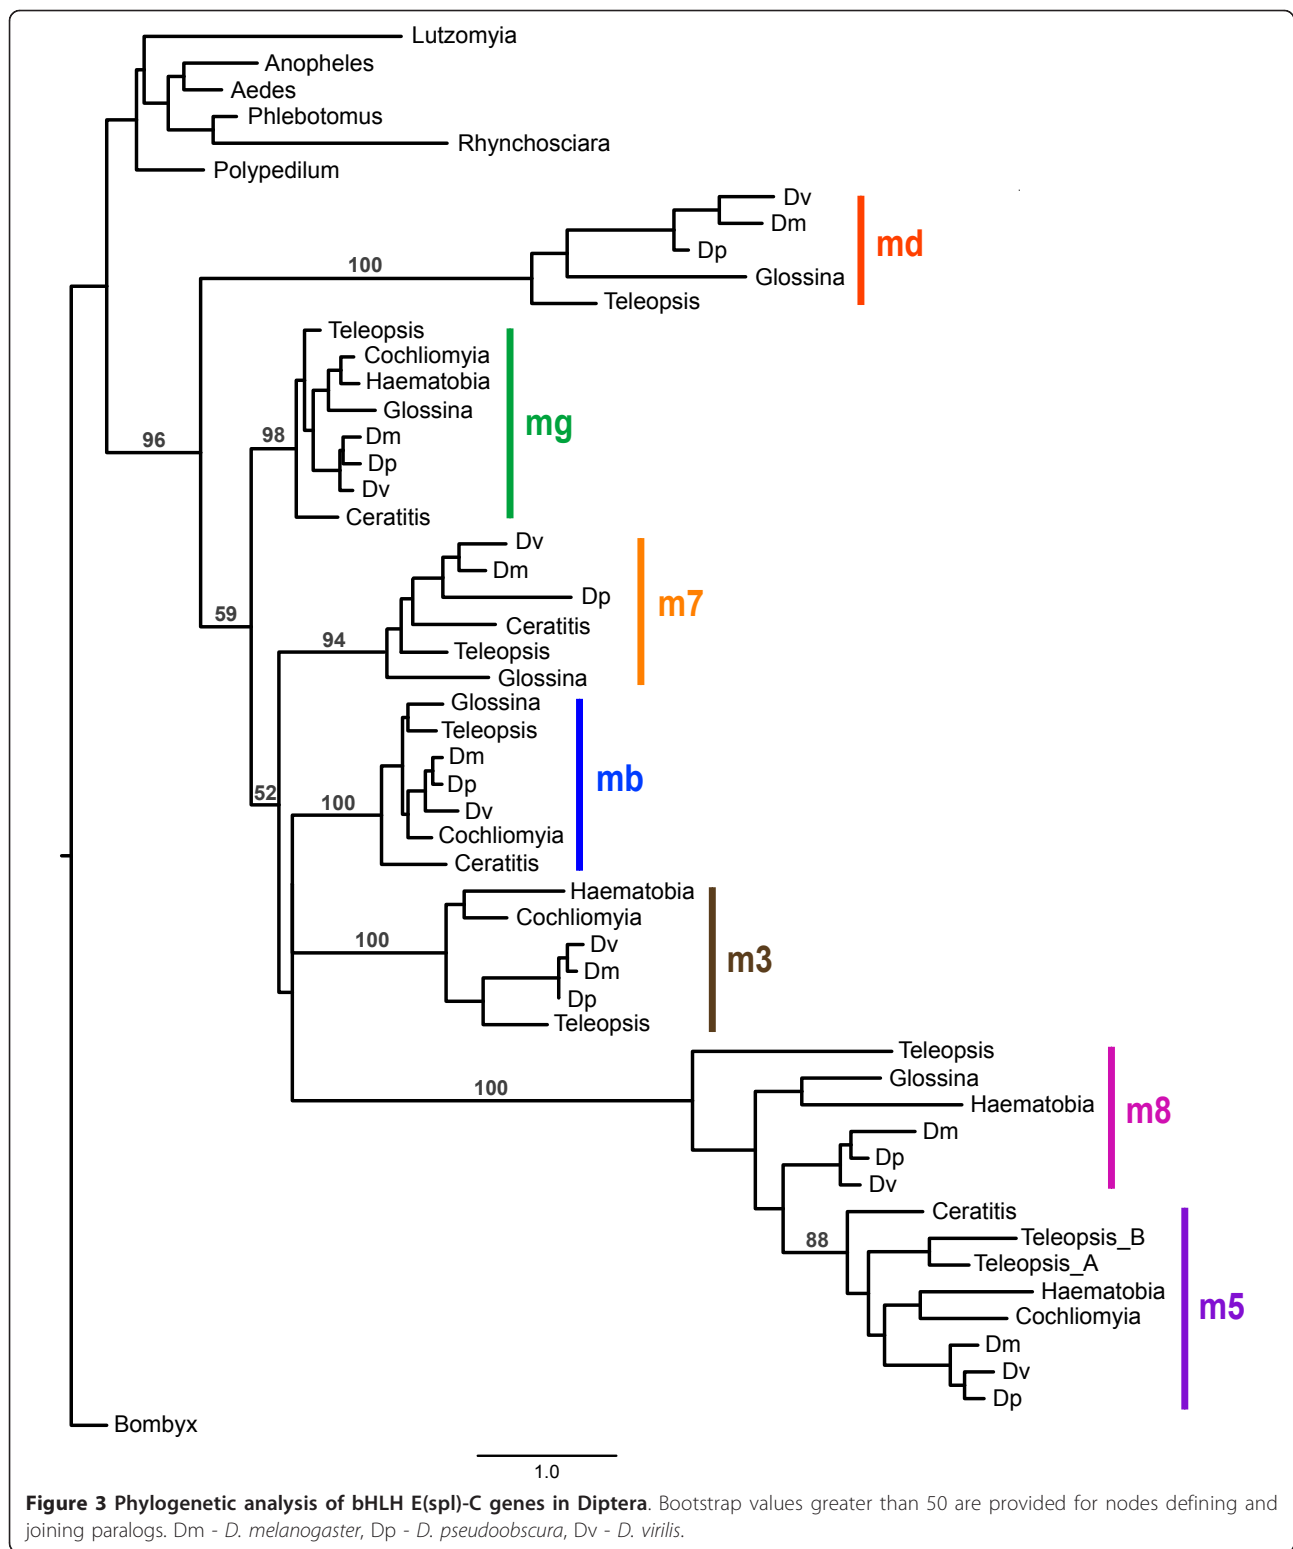 Lutzomyia
Anopheles
Aedes
Phlebotomus
Rhynchosciara
Polypedilum
Dv
Dm
Dp
Glossina
Teleopsis
md
100
Teleopsis
Cochliomyia
Haematobia
Glossina
Dm
Dp
Dv
Ceratitis
mg
98
96
Dv
Dm
Dp
Ceratitis
Teleopsis
Glossina
m7
94
59
Glossina
Teleopsis
Dm
Dp
Dv
Cochliomyia
Ceratitis
mb
100
52
Haematobia
Cochliomyia
Dv
Dm
Dp
Teleopsis
m3
100
Teleopsis
Glossina
Haematobia
Dm
Dp
Dv
m8
100
Ceratitis
Teleopsis_B
Teleopsis_A
Haematobia
Cochliomyia
Dm
Dv
Dp
m5
88
Bombyx
1.0
Figure 3 Phylogenetic analysis of bHLH E(spl)-C genes in Diptera. Bootstrap values greater than 50 are provided for nodes defining and
joining paralogs. Dm - D. melanogaster, Dp - D. pseudoobscura, Dv - D. virilis.